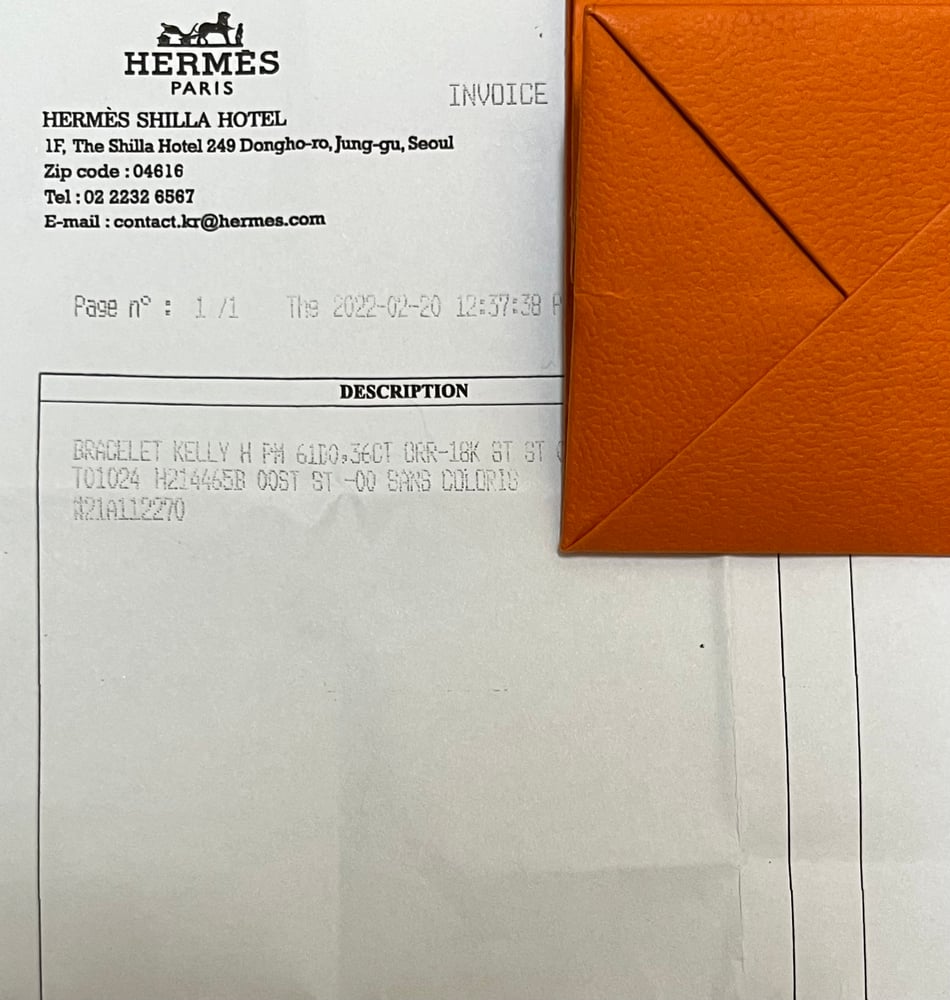 HERMÈS
PARIS
INVOICE
HERMÈS SHILLA HOTEL
1F, The Shilla Hotel 249 Dongho-ro, Jung-gu, Seoul
Zip code : 04616
Tel : 02 2232 6567
E-mail : contact.kr@hermes.com
Page n° : 1 /1 The 2022-02-20 12:37:38
DESCRIPTION
BRACELET KELLY H PM 61D0,36CT ORR-18K ST ST
T01024 H214465B 00ST ST -00 SANS COLORIS
#21A112270